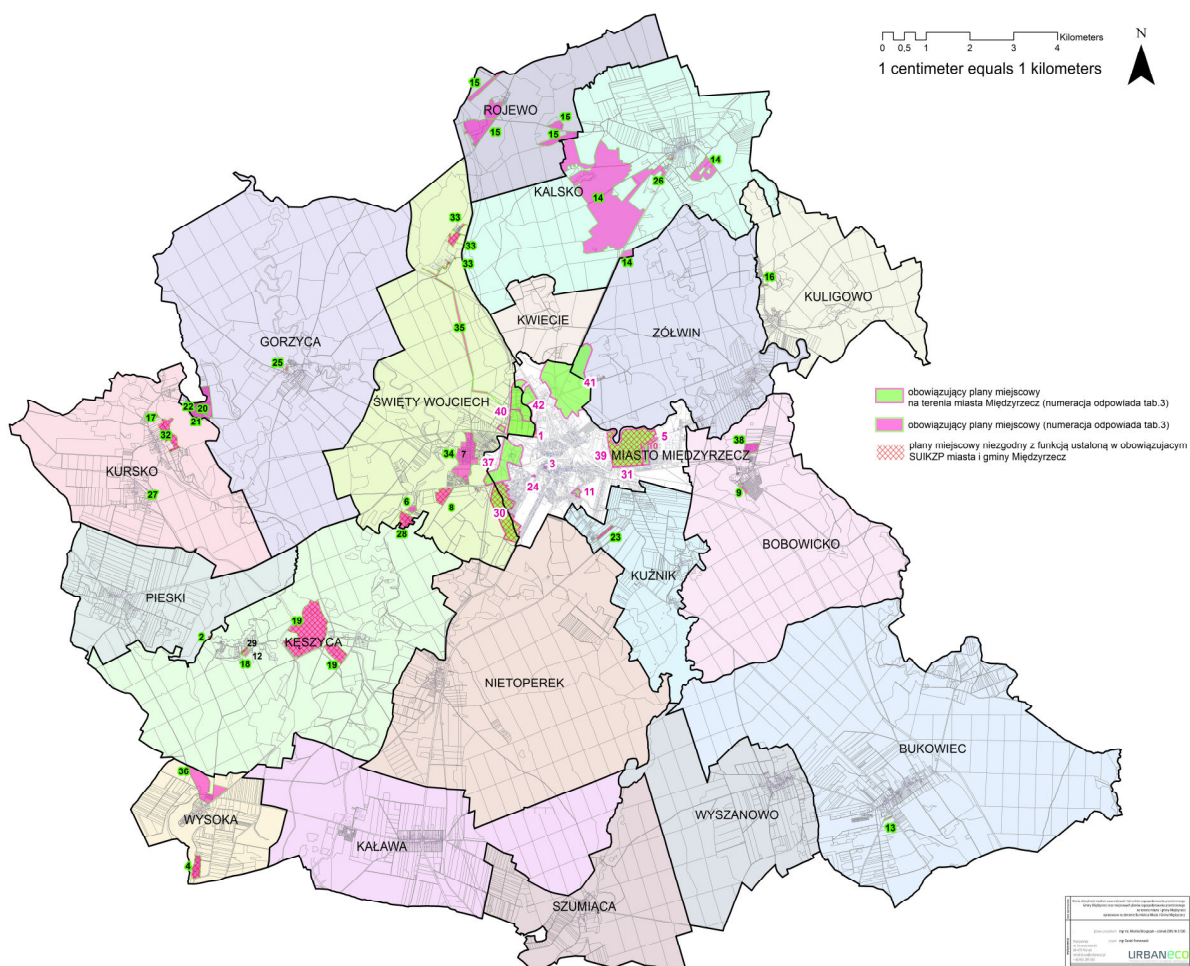 0 0,5 1 2 3 4 Kilometers
1 centimeter equals 1 kilometers
N
15
ROJEWO
15
15
15
KALSKO
14
26
14
14
33
33
33
35
KWIECIE
ZÓŁWIN
16
KULIGOWO
GORZYCA
25
22
20
21
17
32
KURSKO
27
ŚWIĘTY WOJCIECH
40
42
41
1
34
7
37
3
24
30
11
39
5
10
31
MIASTO MIĘDZYRZECZ
38
9
BOBOWICKO
6
8
28
23
KUŹNIK
obowiązujący plany miejscowy
na terenia miasta Międzyrzecz (numeracja odpowiada tab.3)
obowiązujący plany miejscowy (numeracja odpowiada tab.3)
plany miejscowy niezgodny z funkcją ustaloną w obowiązującym
SUIKZP miasta i gminy Międzyrzecz
PIESKI
2
29
12
18
19
KĘSZYCA
19
NIETOPEREK
BUKOWIEC
13
36
WYSOKA
4
KAŁAWA
WYSZANOWO
SZUMIĄCA
URBANECO